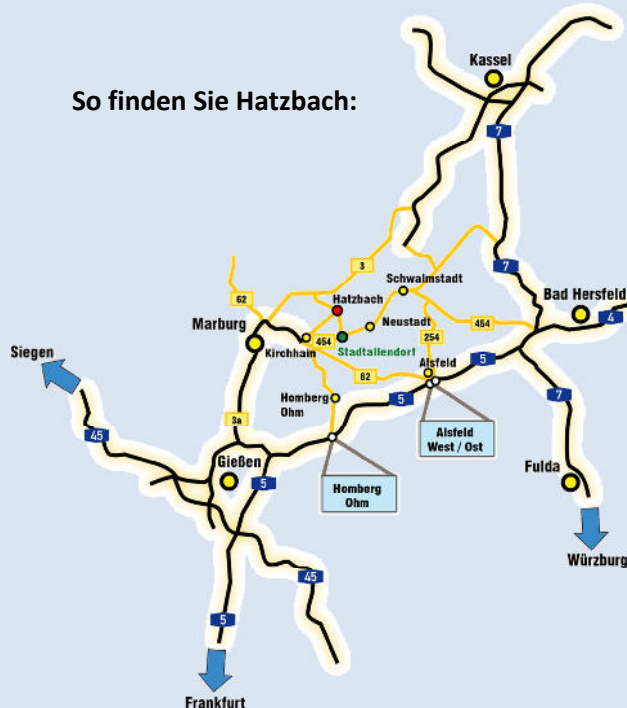 Kassel
So finden Sie Hatzbach:
7
3
7
62
Schwalmstadt
Hatzbach
Bad Hersfeld
4
Marburg
454
Neustadt
454
Kirchhain
Stadtallendorf
254
Siegen
Alsfeld
5
62
7
5
Homberg
Ohm
3a
45
Alsfeld
West / Ost
Gießen
5
Homberg
Ohm
Fulda
Würzburg
45
5
Frankfurt